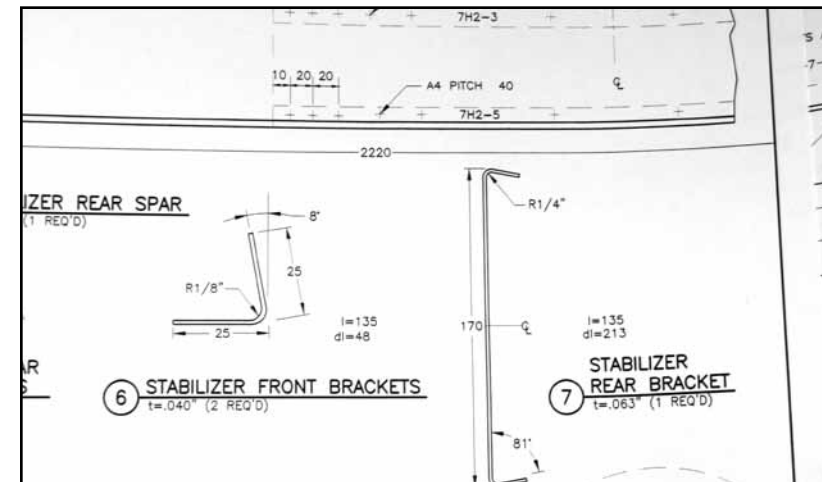 7H2-3
10 20 20
A4 PITCH 40
℄
7H2-5
2220
IZER REAR SPAR
(1 REQ'D)
8°
R1/4"
25
R1/8"
25
l=135
dl=48
170
℄
l=135
dl=213
AR
S
6 STABILIZER FRONT BRACKETS
t=.040" (2 REQ'D)
7 STABILIZER
REAR BRACKET
t=.063" (1 REQ'D)
81°